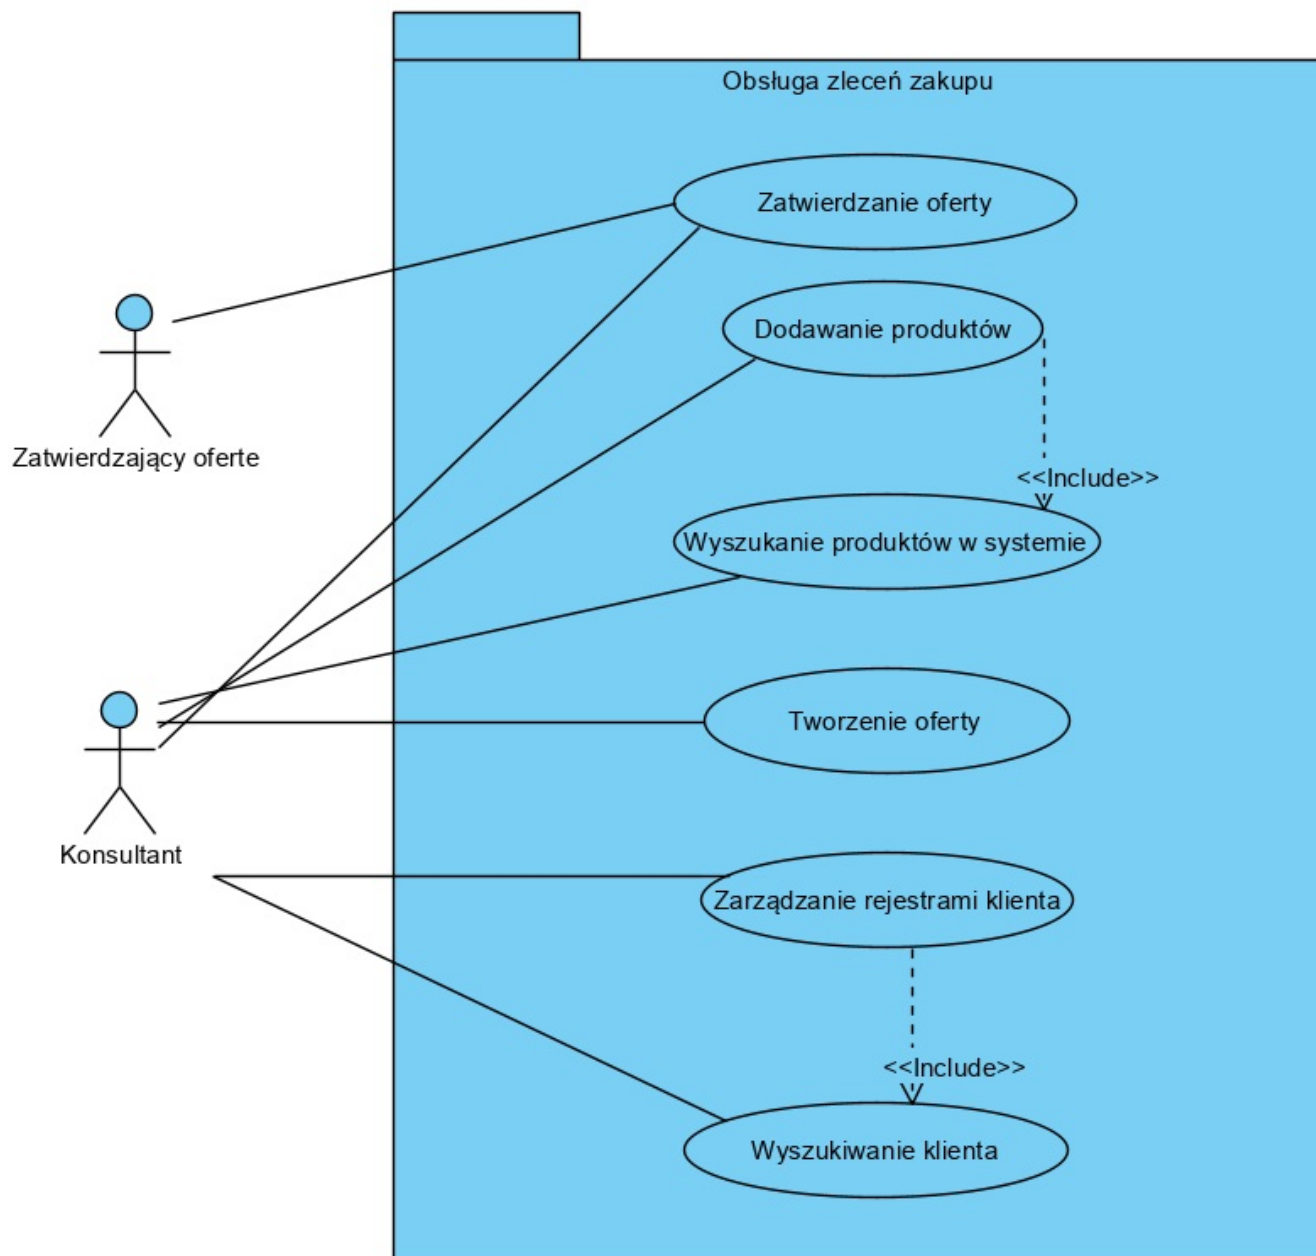 Obsługa zleceń zakupu
Zatwierdzanie oferty
Dodawanie produktów
Zatwierdzający oferte
<<Include>>
Wyszukanie produktów w systemie
Tworzenie oferty
Konsultant
Zarządzanie rejestrami klienta
<<Include>>
Wyszukiwanie klienta